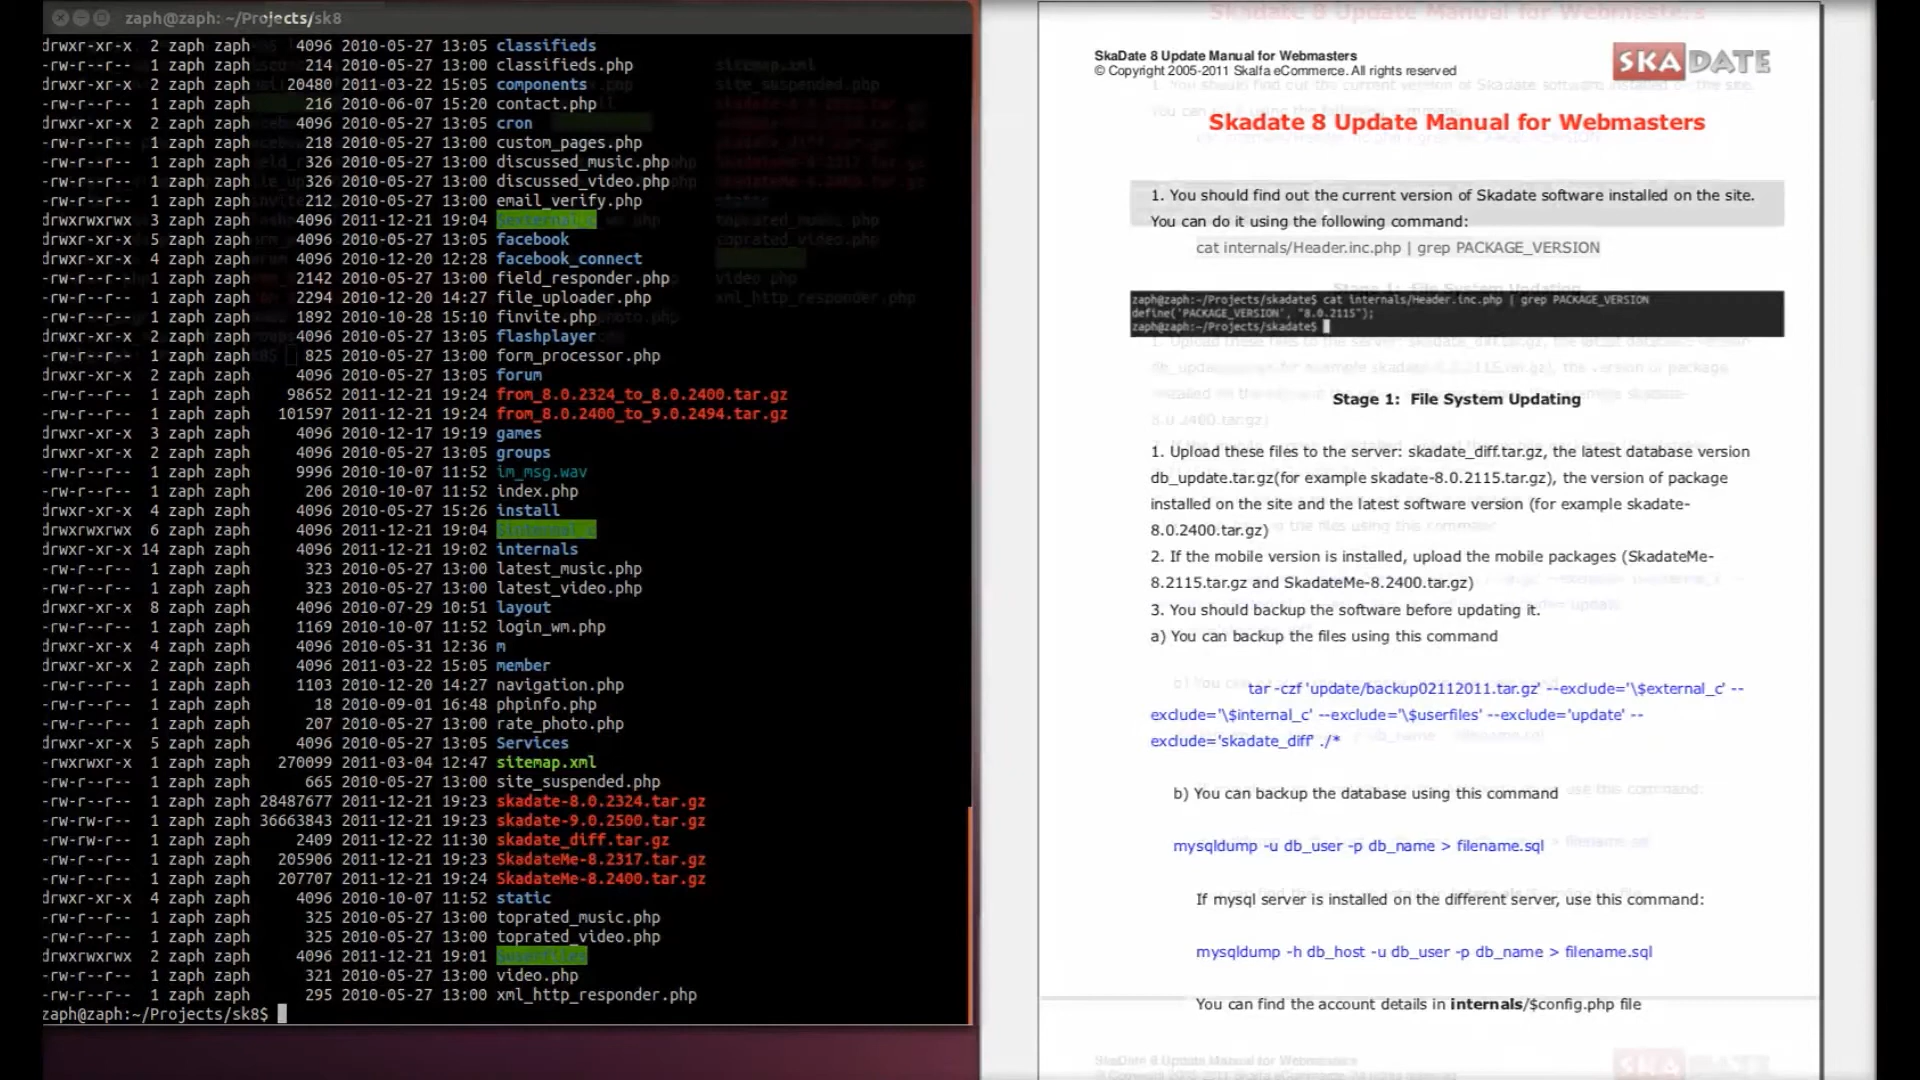 zaph@zaph: ~/Projects/sk8
drwxr-xr-x 2 zaph zaph 4096 2010-05-27 13:05 classifieds
-rw-r--r-- 1 zaph zaph 214 2010-05-27 13:00 classifieds.php
drwxr-xr-x 2 zaph zaph 20480 2011-03-22 15:05 components
-rw-r--r-- 1 zaph zaph 216 2010-06-07 15:20 contact.php
drwxr-xr-x 2 zaph zaph 4096 2010-05-27 13:05 cron
-rw-r--r-- 1 zaph zaph 218 2010-05-27 13:00 custom_pages.php
-rw-r--r-- 1 zaph zaph 326 2010-05-27 13:00 discussed_music.php
-rw-r--r-- 1 zaph zaph 326 2010-05-27 13:00 discussed_video.php
-rw-r--r-- 1 zaph zaph 212 2010-05-27 13:00 email_verify.php
drwxrwxrwx 3 zaph zaph 4096 2011-12-21 19:04 $external_c
drwxr-xr-x 5 zaph zaph 4096 2010-05-27 13:05 facebook
drwxr-xr-x 4 zaph zaph 4096 2010-12-20 12:28 facebook_connect
-rw-r--r-- 1 zaph zaph 2142 2010-05-27 13:00 field_responder.php
-rw-r--r-- 1 zaph zaph 2294 2010-12-20 14:27 file_uploader.php
-rw-r--r-- 1 zaph zaph 1892 2010-10-28 15:10 finvite.php
drwxr-xr-x 2 zaph zaph 4096 2010-05-27 13:05 flashplayer
-rw-r--r-- 1 zaph zaph 825 2010-05-27 13:00 form_processor.php
drwxr-xr-x 2 zaph zaph 4096 2010-05-27 13:05 forum
-rw-r--r-- 1 zaph zaph 98652 2011-12-21 19:24 from_8.0.2324_to_8.0.2400.tar.gz
-rw-r--r-- 1 zaph zaph 101597 2011-12-21 19:24 from_8.0.2400_to_9.0.2494.tar.gz
drwxr-xr-x 3 zaph zaph 4096 2010-12-17 19:19 games
drwxr-xr-x 2 zaph zaph 4096 2010-05-27 13:05 groups
-rw-r--r-- 1 zaph zaph 9996 2010-10-07 11:52 im_msg.wav
-rw-r--r-- 1 zaph zaph 206 2010-10-07 11:52 index.php
drwxr-xr-x 4 zaph zaph 4096 2010-10-07 15:26 install
drwxrwxrwx 6 zaph zaph 4096 2011-12-21 19:04 $internal_c
drwxr-xr-x 14 zaph zaph 4096 2011-12-21 19:02 internals
-rw-r--r-- 1 zaph zaph 323 2010-05-27 13:00 latest_music.php
-rw-r--r-- 1 zaph zaph 323 2010-05-27 13:00 latest_video.php
drwxr-xr-x 8 zaph zaph 4096 2010-07-29 10:51 layout
-rw-r--r-- 1 zaph zaph 1169 2010-10-07 11:52 login_wm.php
drwxr-xr-x 4 zaph zaph 4096 2010-05-31 12:36 m
drwxr-xr-x 2 zaph zaph 4096 2011-03-22 15:05 member
-rw-r--r-- 1 zaph zaph 1103 2010-12-20 14:27 navigation.php
-rw-r--r-- 1 zaph zaph 18 2010-09-01 16:48 phpinfo.php
-rw-r--r-- 1 zaph zaph 207 2010-05-27 13:00 rate_photo.php
drwxr-xr-x 5 zaph zaph 4096 2010-05-27 13:05 Services
-rwxrwxrwx 1 zaph zaph 270099 2011-03-04 12:47 sitemap.xml
-rw-r--r-- 1 zaph zaph 665 2010-05-27 13:00 site_suspended.php
-rw-r--r-- 1 zaph zaph 28487677 2011-12-21 19:23 skadate-8.0.2324.tar.gz
-rw-rw-r-- 1 zaph zaph 36663843 2011-12-21 19:23 skadate-9.0.2500.tar.gz
-rw-rw-r-- 1 zaph zaph 2409 2011-12-22 11:30 skadate_diff.tar.gz
-rw-r--r-- 1 zaph zaph 205906 2011-12-21 19:23 SkadateMe-8.2317.tar.gz
-rw-r--r-- 1 zaph zaph 207707 2011-12-21 19:24 SkadateMe-8.2400.tar.gz
drwxr-xr-x 4 zaph zaph 4096 2010-10-07 11:52 static
-rw-r--r-- 1 zaph zaph 325 2010-05-27 13:00 toprated_music.php
-rw-r--r-- 1 zaph zaph 325 2010-05-27 13:00 toprated_video.php
drwxrwxrwx 2 zaph zaph 4096 2011-12-21 19:01 $userfiles
-rw-r--r-- 1 zaph zaph 321 2010-05-27 13:00 video.php
-rw-r--r-- 1 zaph zaph 295 2010-05-27 13:00 xml_http_responder.php
zaph@zaph:~/Projects/sk8$
SkaDate 8 Update Manual for Webmasters
© Copyright 2005-2011 Skalfa eCommerce. All rights reserved
SKADATE
Skadate 8 Update Manual for Webmasters
1. You should find out the current version of Skadate software installed on the site.
You can do it using the following command:
cat internals/Header.inc.php | grep PACKAGE_VERSION
zaph@zaph:~/Projects/skadate$ cat internals/Header.inc.php | grep PACKAGE_VERSION
define('PACKAGE_VERSION', "8.0.2115");
zaph@zaph:~/Projects/skadate$
Stage 1: File System Updating
1. Upload these files to the server: skadate_diff.tar.gz, the latest database version
db_update.tar.gz(for example skadate-8.0.2115.tar.gz), the version of package
installed on the site and the latest software version (for example skadate-
8.0.2400.tar.gz)
2. If the mobile version is installed, upload the mobile packages (SkadateMe-
8.2115.tar.gz and SkadateMe-8.2400.tar.gz)
3. You should backup the software before updating it.
a) You can backup the files using this command
tar -czf 'update/backup02112011.tar.gz' --exclude='\$external_c' --
exclude='\$internal_c' --exclude='\$userfiles' --exclude='update' --
exclude='skadate_diff' ./*
b) You can backup the database using this command
mysqldump -u db_user -p db_name > filename.sql
If mysql server is installed on the different server, use this command:
mysqldump -h db_host -u db_user -p db_name > filename.sql
You can find the account details in internals/$config.php file
SkaDate 8 Update Manual for Webmasters